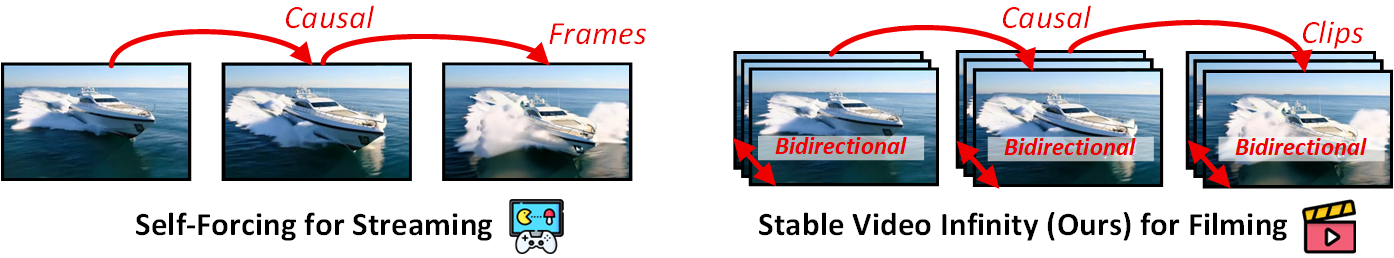 Causal
Frames
Self-Forcing for Streaming
Causal
Clips
Bidirectional
Bidirectional
Bidirectional
Stable Video Infinity (Ours) for Filming